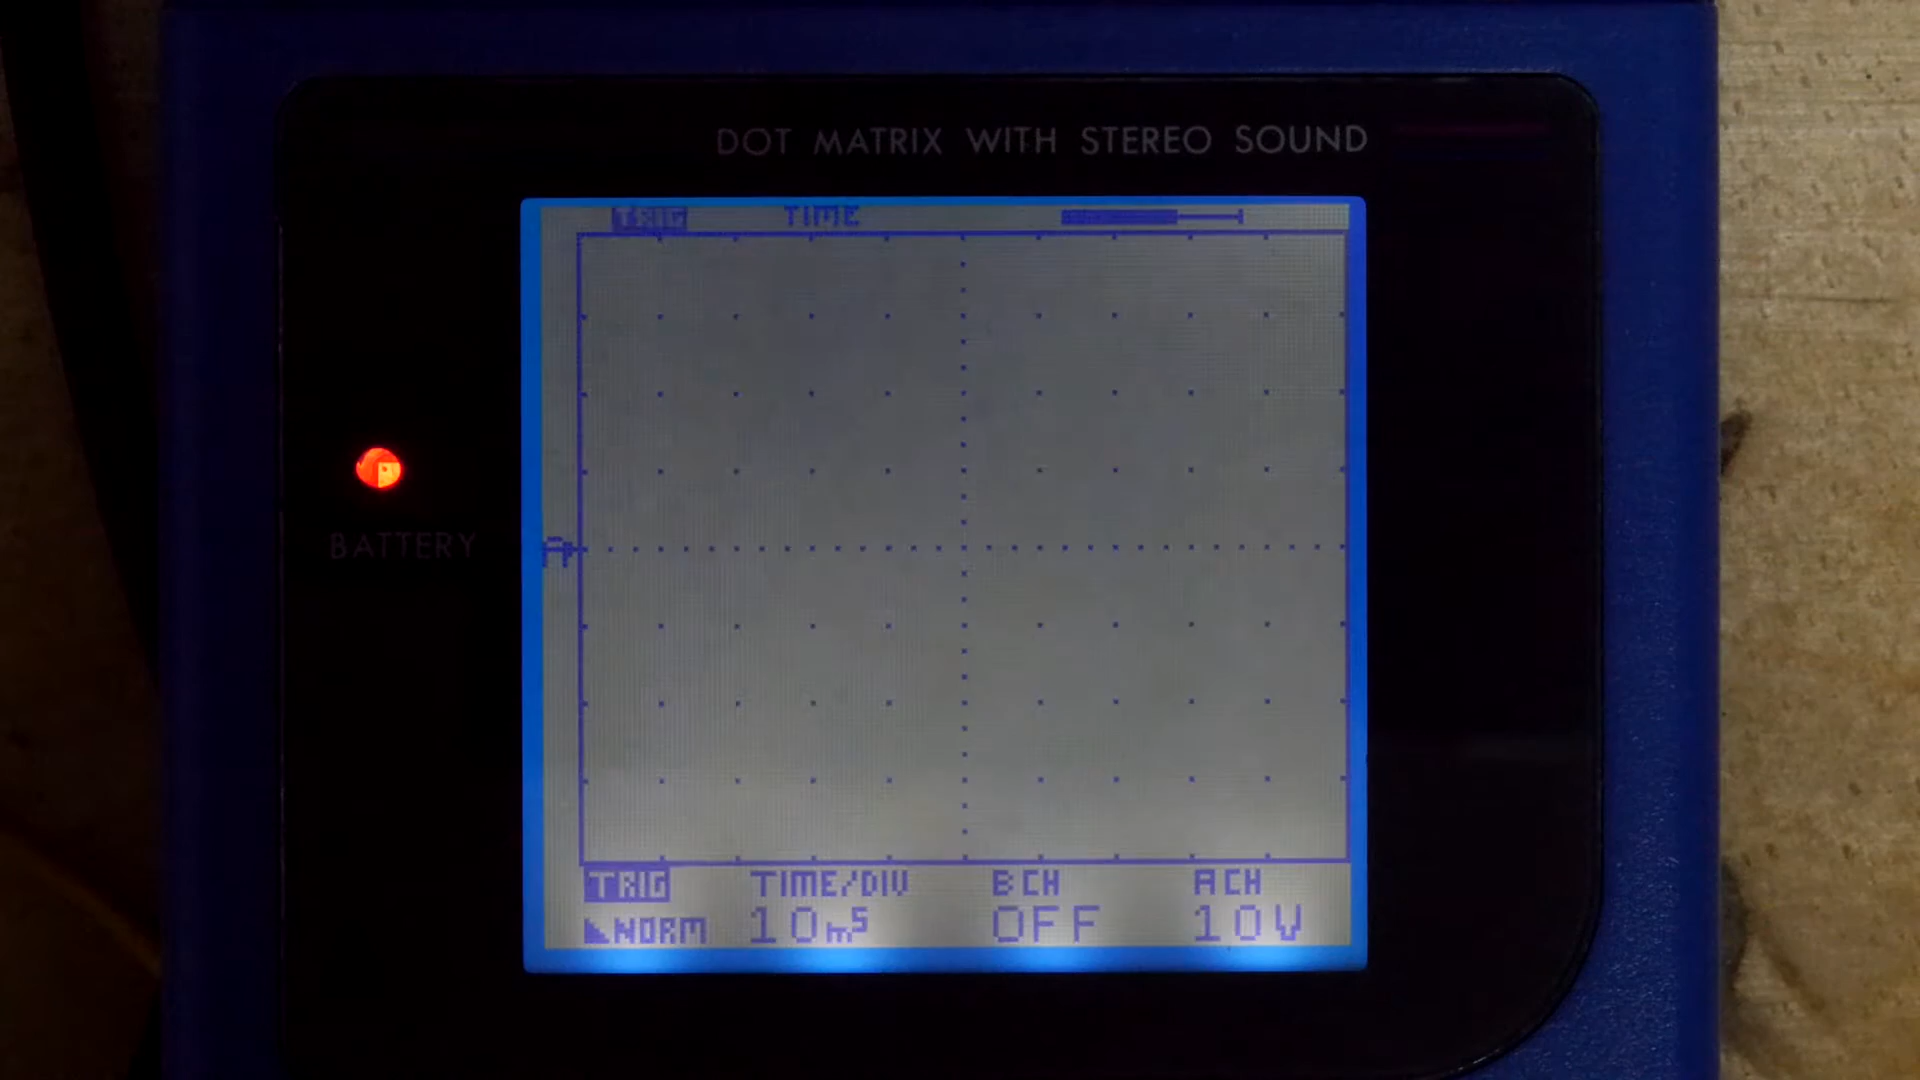 DOT MATRIX WITH STEREO SOUND
TRIG TIME
BATTERY
A
TRIG TIME/DIV B CH A CH
NORM 10mS OFF 10V